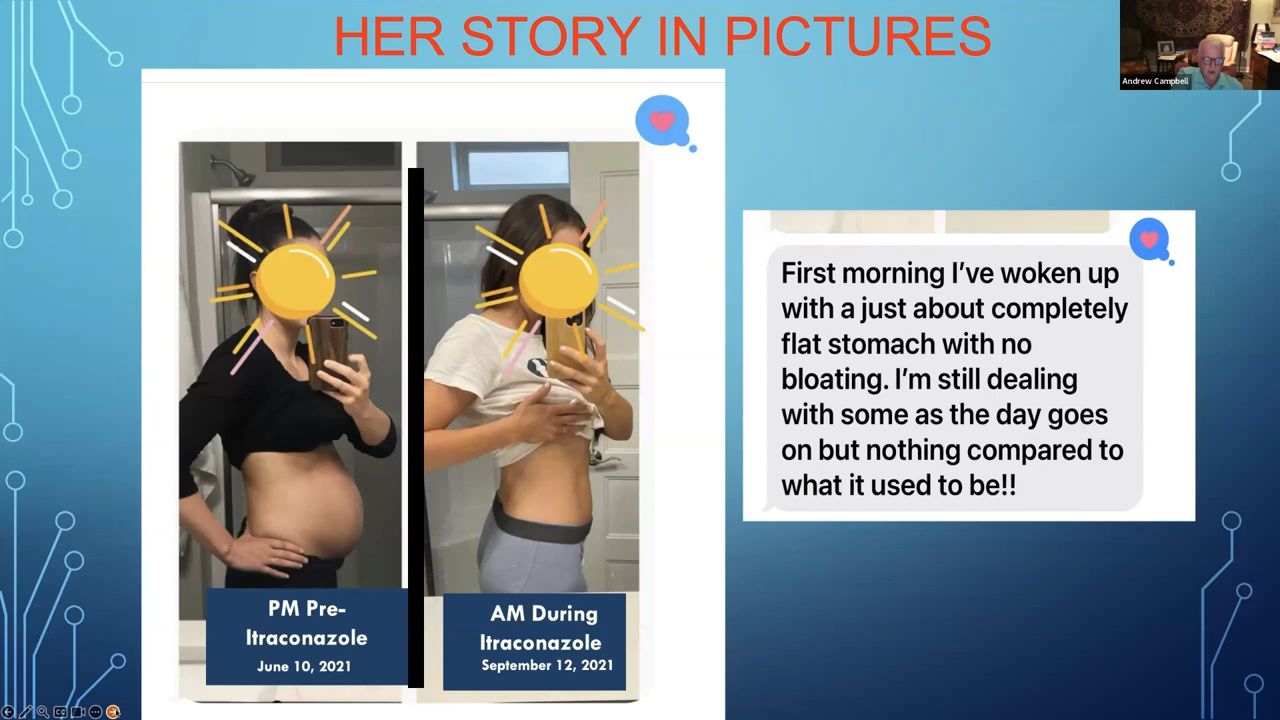 HER STORY IN PICTURES
Andrew Campbell
First morning I've woken up
with a just about completely
flat stomach with no
bloating. I'm still dealing
with some as the day goes
on but nothing compared to
what it used to be!!
PM Pre-
Itraconazole
June 10, 2021
AM During
Itraconazole
September 12, 2021